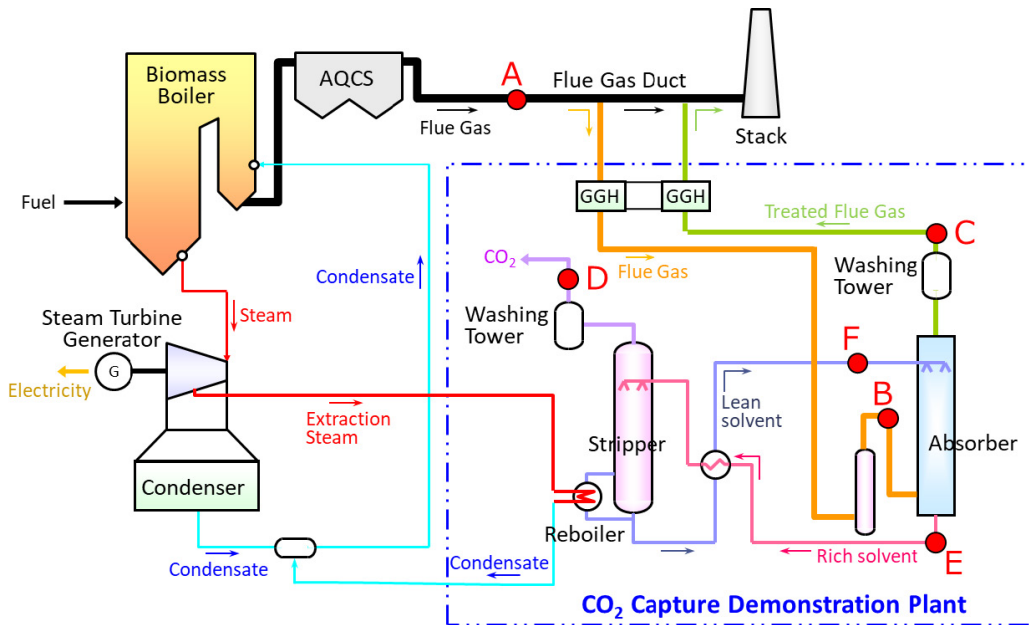 Biomass
Boiler
AQCS
A
Flue Gas Duct
Flue Gas
Stack
Fuel
GGH
GGH
Treated Flue Gas
C
CO₂
Flue Gas
D
Washing
Tower
Condensate
Washing
Tower
Steam Turbine
Generator
Steam
F
G
Electricity
Lean
solvent
B
Extraction
Steam
Stripper
Absorber
Condenser
Reboiler
Rich solvent
E
Condensate
Condensate
CO₂ Capture Demonstration Plant